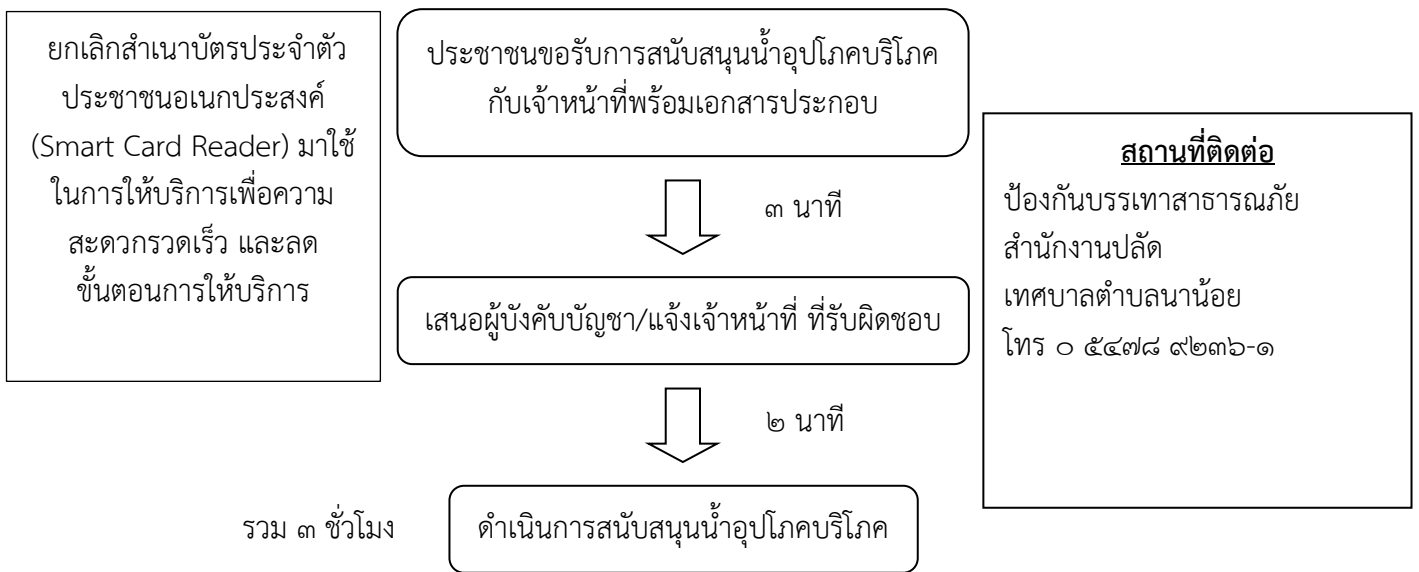 ยกเลิกสำเนาบัตรประจำตัว
ประชาชนอเนกประสงค์
(Smart Card Reader) มาใช้
ในการให้บริการเพื่อความ
สะดวกรวดเร็ว และลด
ขั้นตอนการให้บริการ
ประชาชนขอรับการสนับสนุนน้ำอุปโภคบริโภค
กับเจ้าหน้าที่พร้อมเอกสารประกอบ
๓ นาที
เสนอผู้บังคับบัญชา/แจ้งเจ้าหน้าที่ ที่รับผิดชอบ
๒ นาที
รวม ๓ ชั่วโมง
ดำเนินการสนับสนุนน้ำอุปโภคบริโภค
สถานที่ติดต่อ
ป้องกันบรรเทาสาธารณภัย
สำนักงานปลัด
เทศบาลตำบลนาน้อย
โทร ๐ ๕๔๗๘ ๙๒๓๖-๑